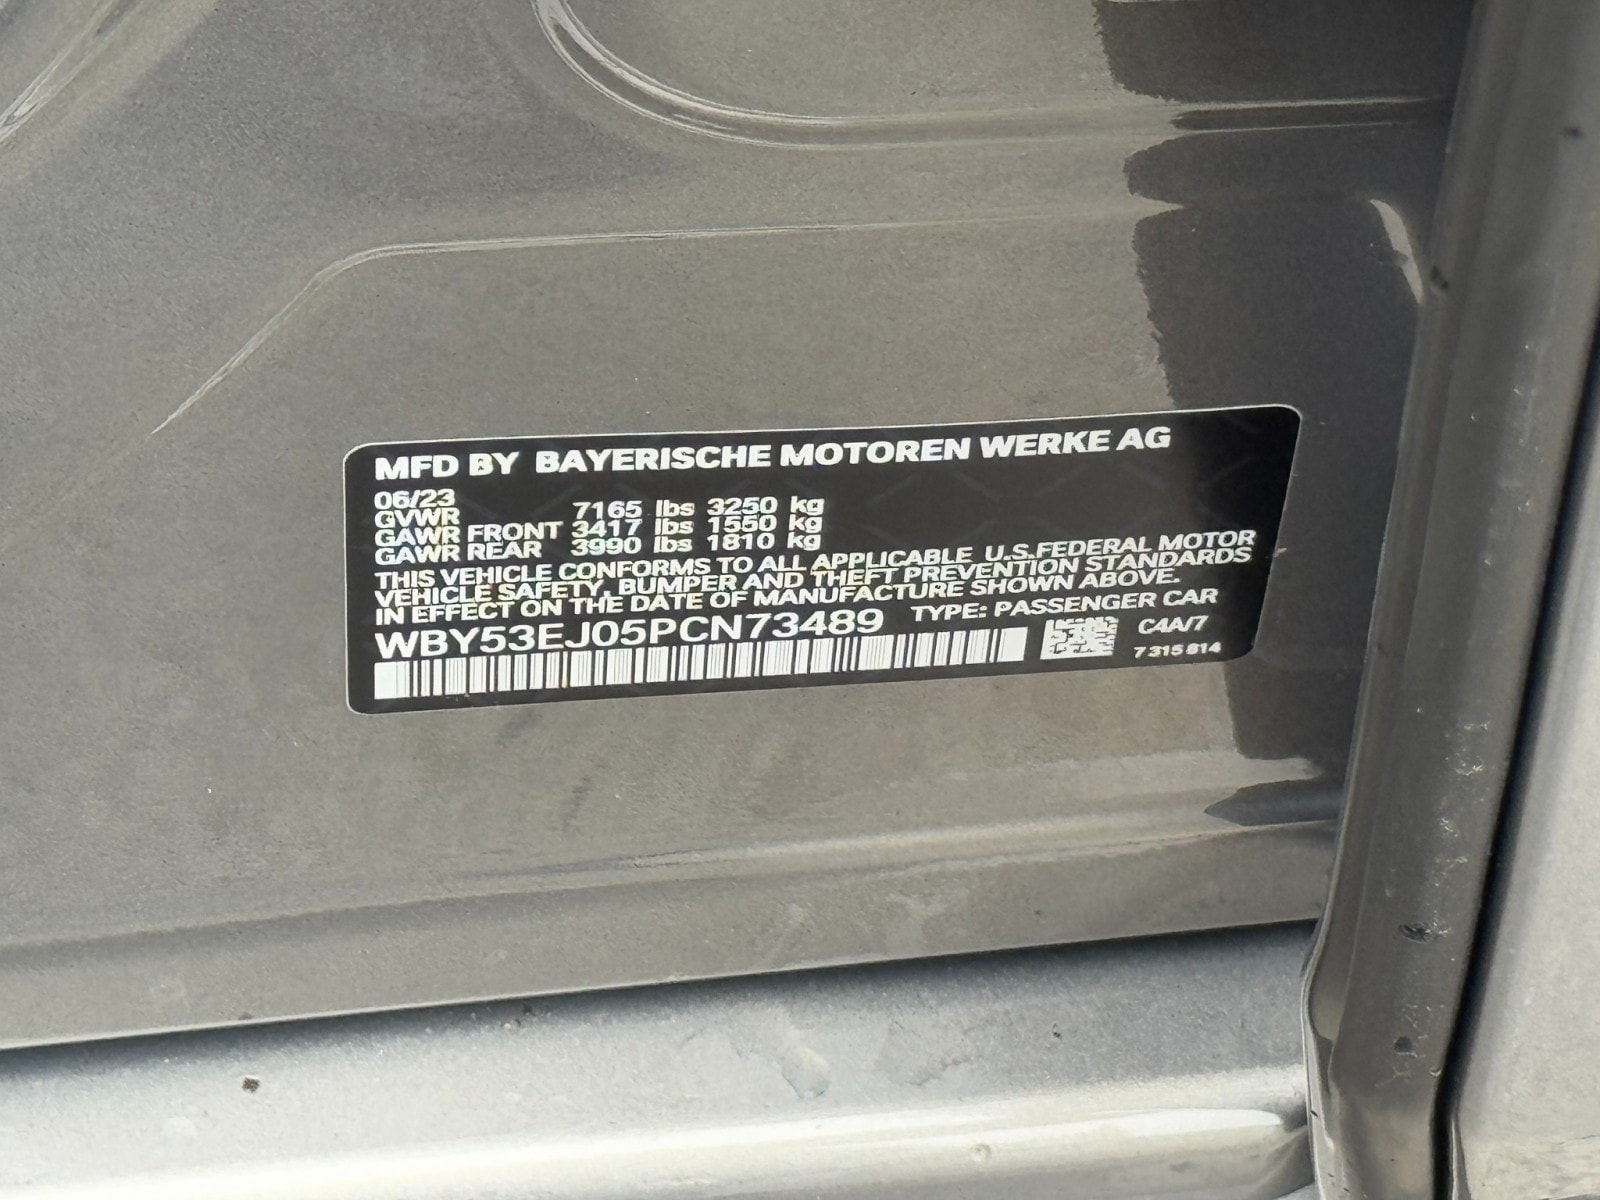 MFD BY BAYERISCHE MOTOREN WERKE AG
06/23
GVWR 7165 lbs 3250 kg
GAWR FRONT 3417 lbs 1550 kg
GAWR REAR 3990 lbs 1810 kg
THIS VEHICLE CONFORMS TO ALL APPLICABLE U.S.FEDERAL MOTOR
VEHICLE SAFETY, BUMPER AND THEFT PREVENTION STANDARDS
IN EFFECT ON THE DATE OF MANUFACTURE SHOWN ABOVE.
WBY53EJ05PCN73489 TYPE: PASSENGER CAR
C4A/7
7 315 814